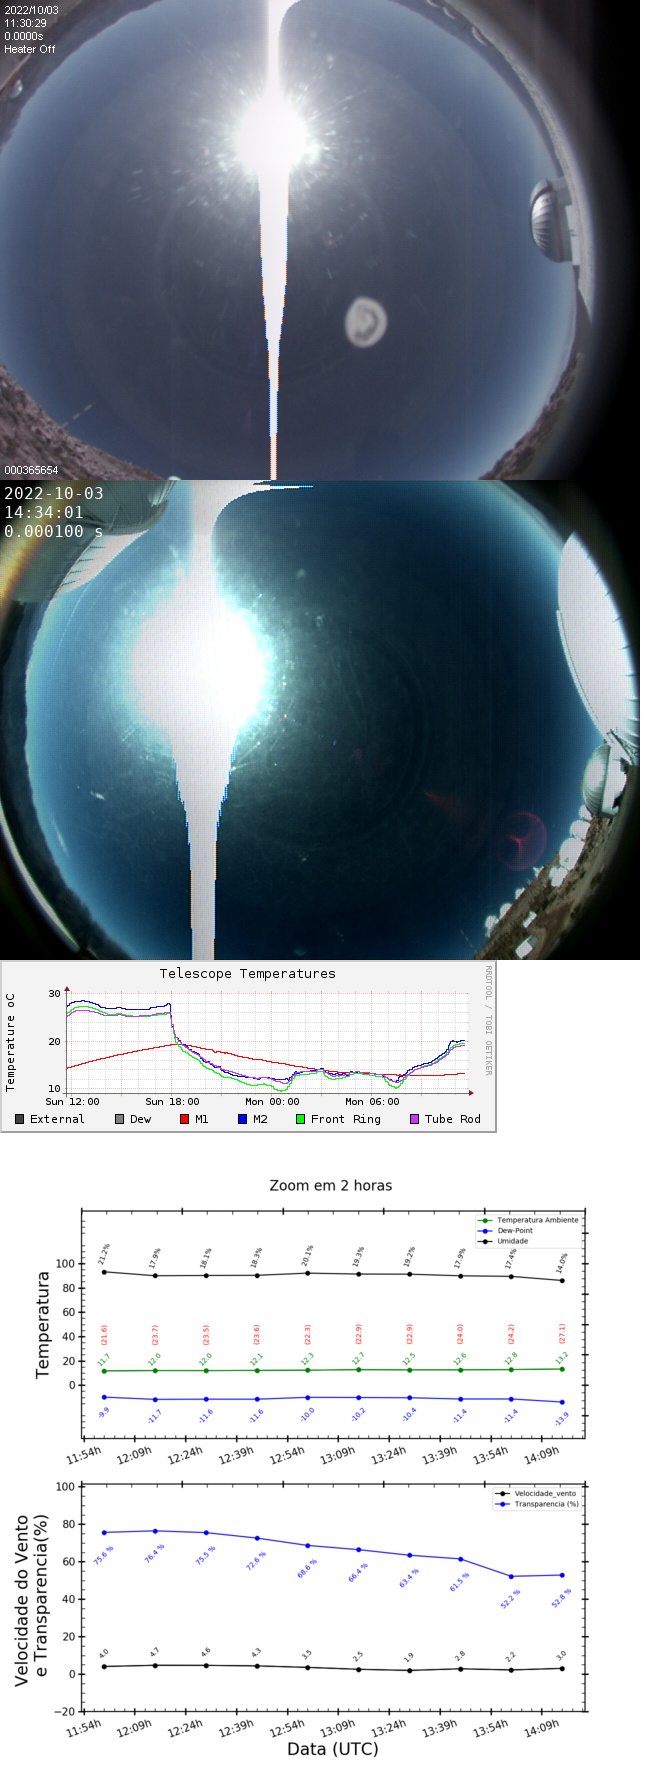 2022/10/03
11:30:29
0.0000s
Heater Off
000365654
2022-10-03
14:34:01
0.000100 s
Telescope Temperatures
RRDTOOL / TOBI OETIKER
Temperature oC
30
20
10
Sun 12:00 Sun 18:00 Mon 00:00 Mon 06:00
External Dew M1 M2 Front Ring Tube Rod
Zoom em 2 horas
Temperatura Ambiente
Dew-Point
Umidade
Temperatura
100
80
60
40
20
0
21.2% 17.9% 18.1% 18.3% 20.1% 19.3% 19.2% 17.9% 17.4% 14.0%
(21.6) (23.7) (23.5) (23.6) (22.3) (22.9) (22.9) (24.0) (24.2) (27.1)
11.7 12.0 12.0 12.1 12.3 12.7 12.5 12.6 12.8 13.2
-9.9 -11.7 -11.6 -11.6 -10.0 -10.2 -10.4 -11.4 -11.4 -13.9
11:54h 12:09h 12:24h 12:39h 12:54h 13:09h 13:24h 13:39h 13:54h 14:09h
Velocidade_vento
Transparencia (%)
Velocidade do Vento
e Transparencia(%)
100
80
60
40
20
0
−20
75.6 % 76.4 % 75.5 % 72.6 % 68.6 % 66.4 % 63.4 % 61.5 % 52.2 % 52.8 %
4.0 4.7 4.6 4.3 3.5 2.5 1.9 2.8 2.2 3.0
11:54h 12:09h 12:24h 12:39h 12:54h 13:09h 13:24h 13:39h 13:54h 14:09h
Data (UTC)